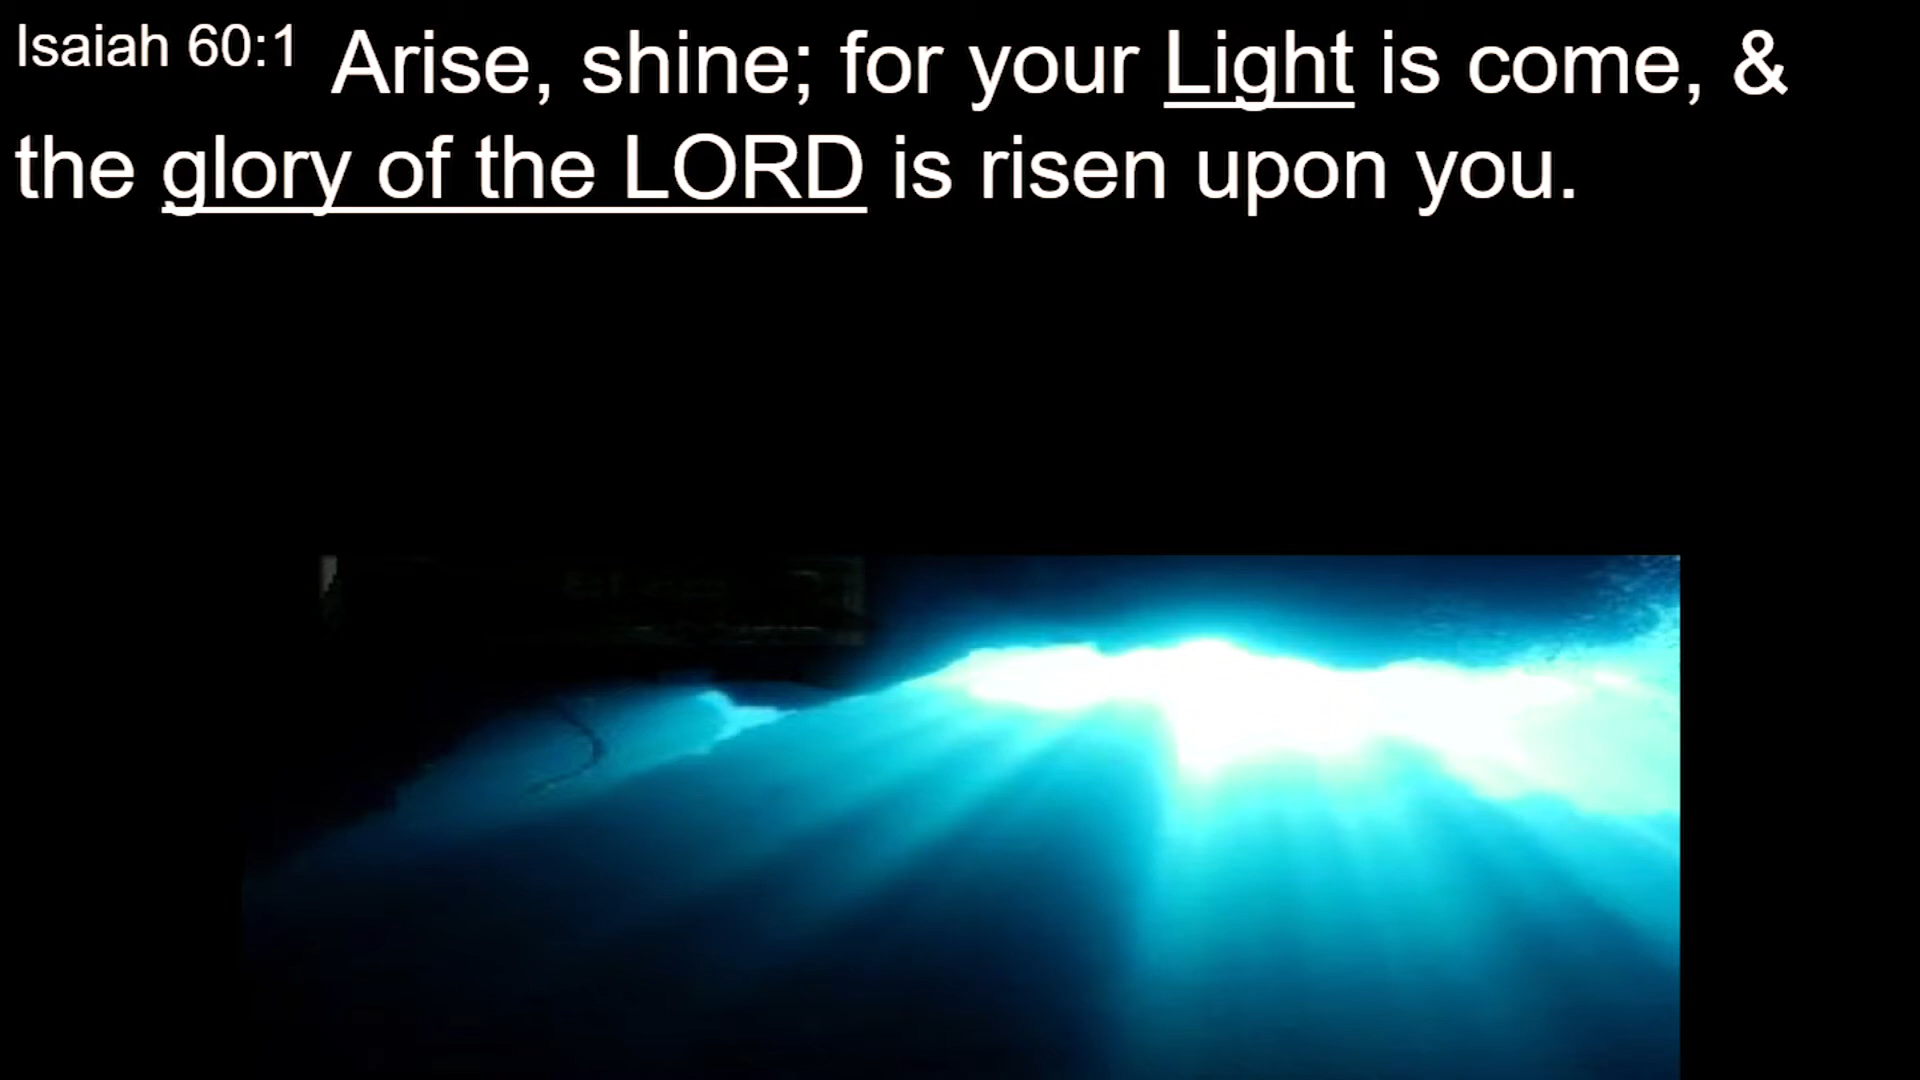 Isaiah 60:1 Arise, shine; for your Light is come, &
the glory of the LORD is risen upon you.